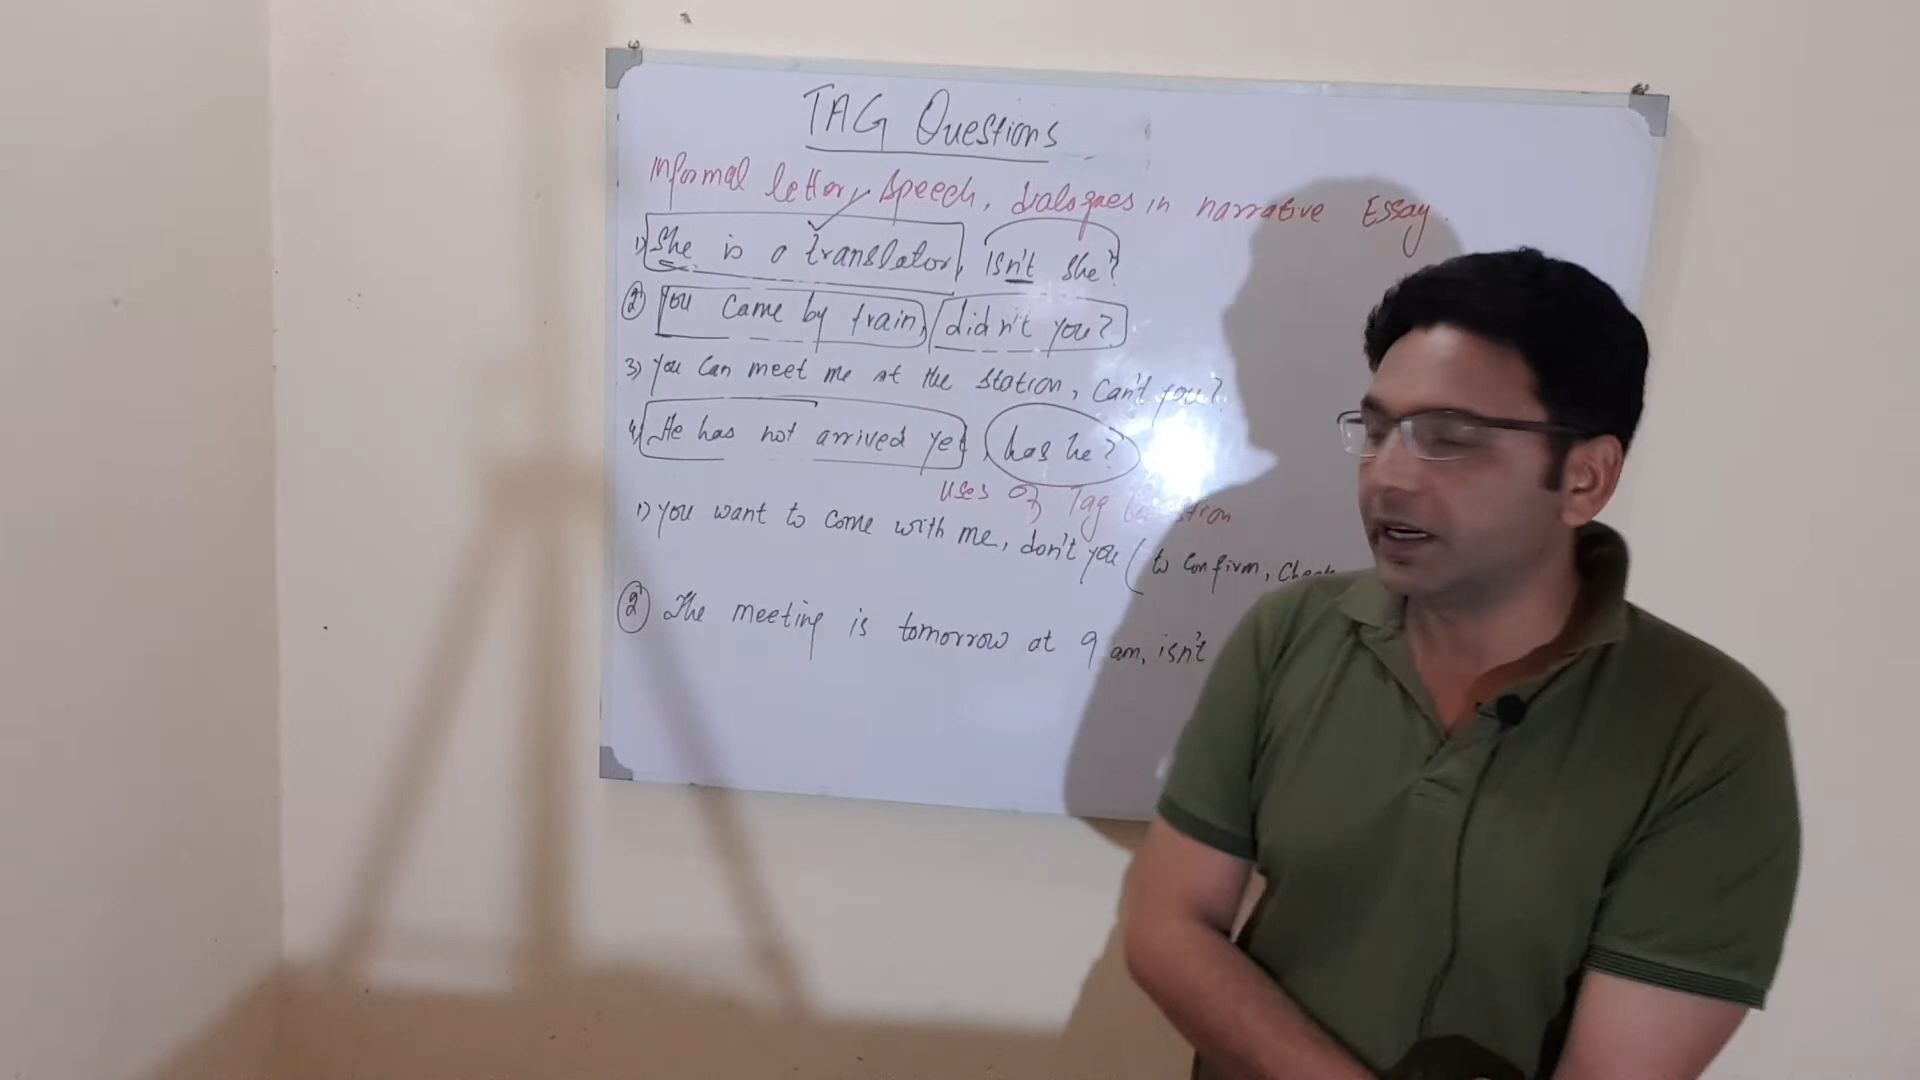 TAG Questions
Informal letter, Speech, dialogues in narrative Essay.
1) She is a translator, isn't she?
2) You came by train, didn't you?
3) You can meet me at the station, can't you?
4) He has not arrived yet, has he?
Uses of Tag Question
1) You want to come with me, don't you (to confirm, check
2) The meeting is tomorrow at 9 am, isn't